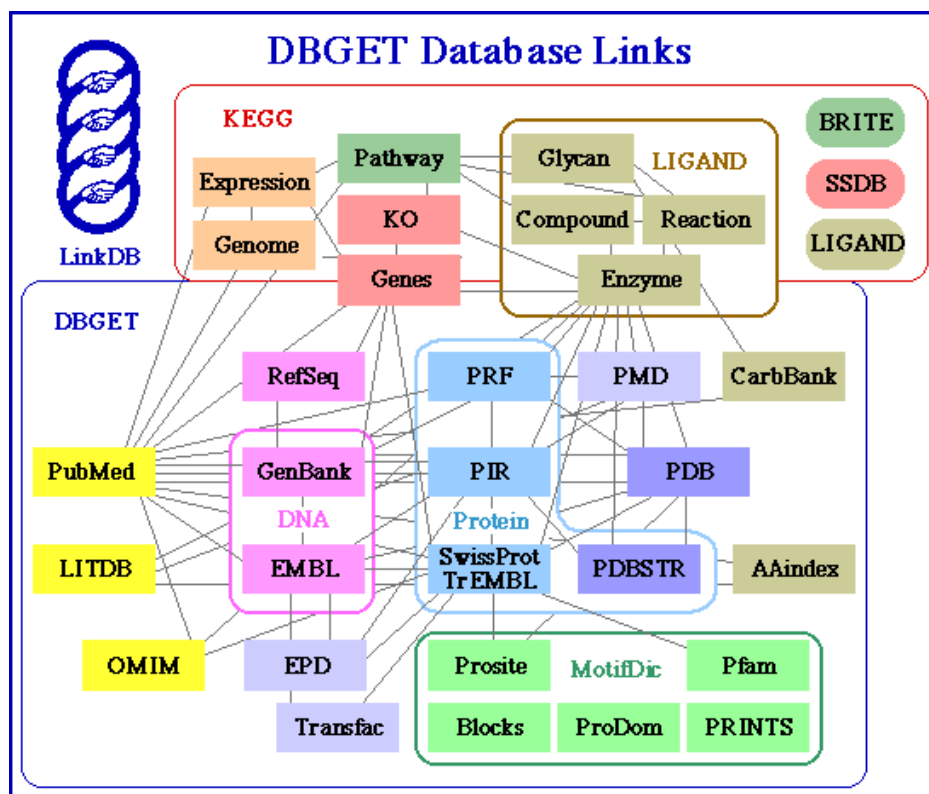 DBGET Database Links
KEGG
BRITE
Pathway
Glycan
LIGAND
Expression
SSDB
KO
Compound
Reaction
Genome
LIGAND
LinkDB
Genes
Enzyme
DBGET
RefSeq
PRF
PMD
CarbBank
PubMed
GenBank
PIR
PDB
DNA
Protein
LITDB
EMBL
SwissProt
TrEMBL
PDBSTR
AAindex
OMIM
EPD
Prosite
MotifDic
Pfam
Transfac
Blocks
ProDom
PRINTS